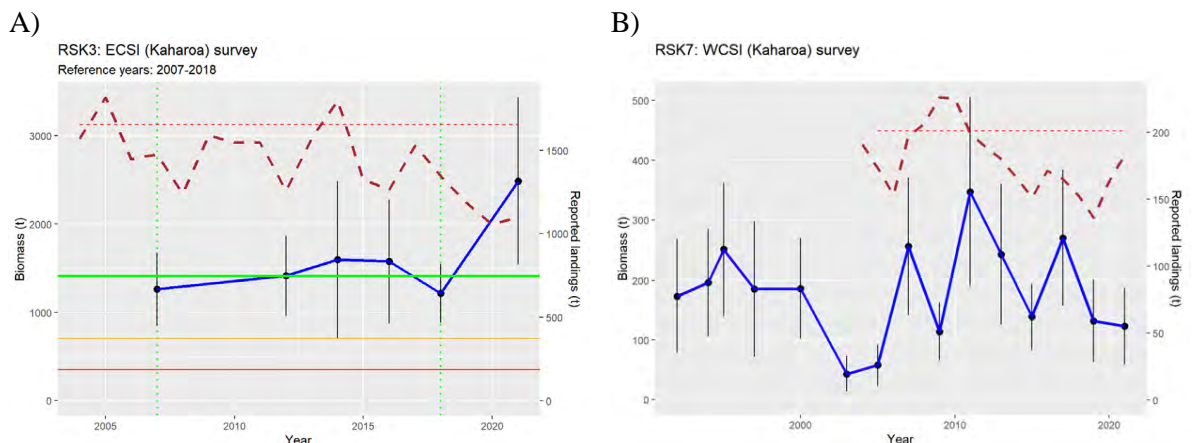 A)
RSK3: ECSI (Kaharoa) survey
Reference years: 2007-2018
Biomass (t)
3000
2000
1000
0
Reported landings (t)
1500
1000
500
0
2005
2010
2015
2020
Year
B)
RSK7: WCSI (Kaharoa) survey
Biomass (t)
500
400
300
200
100
0
Reported landings (t)
200
150
100
50
0
2000
2010
2020
Year